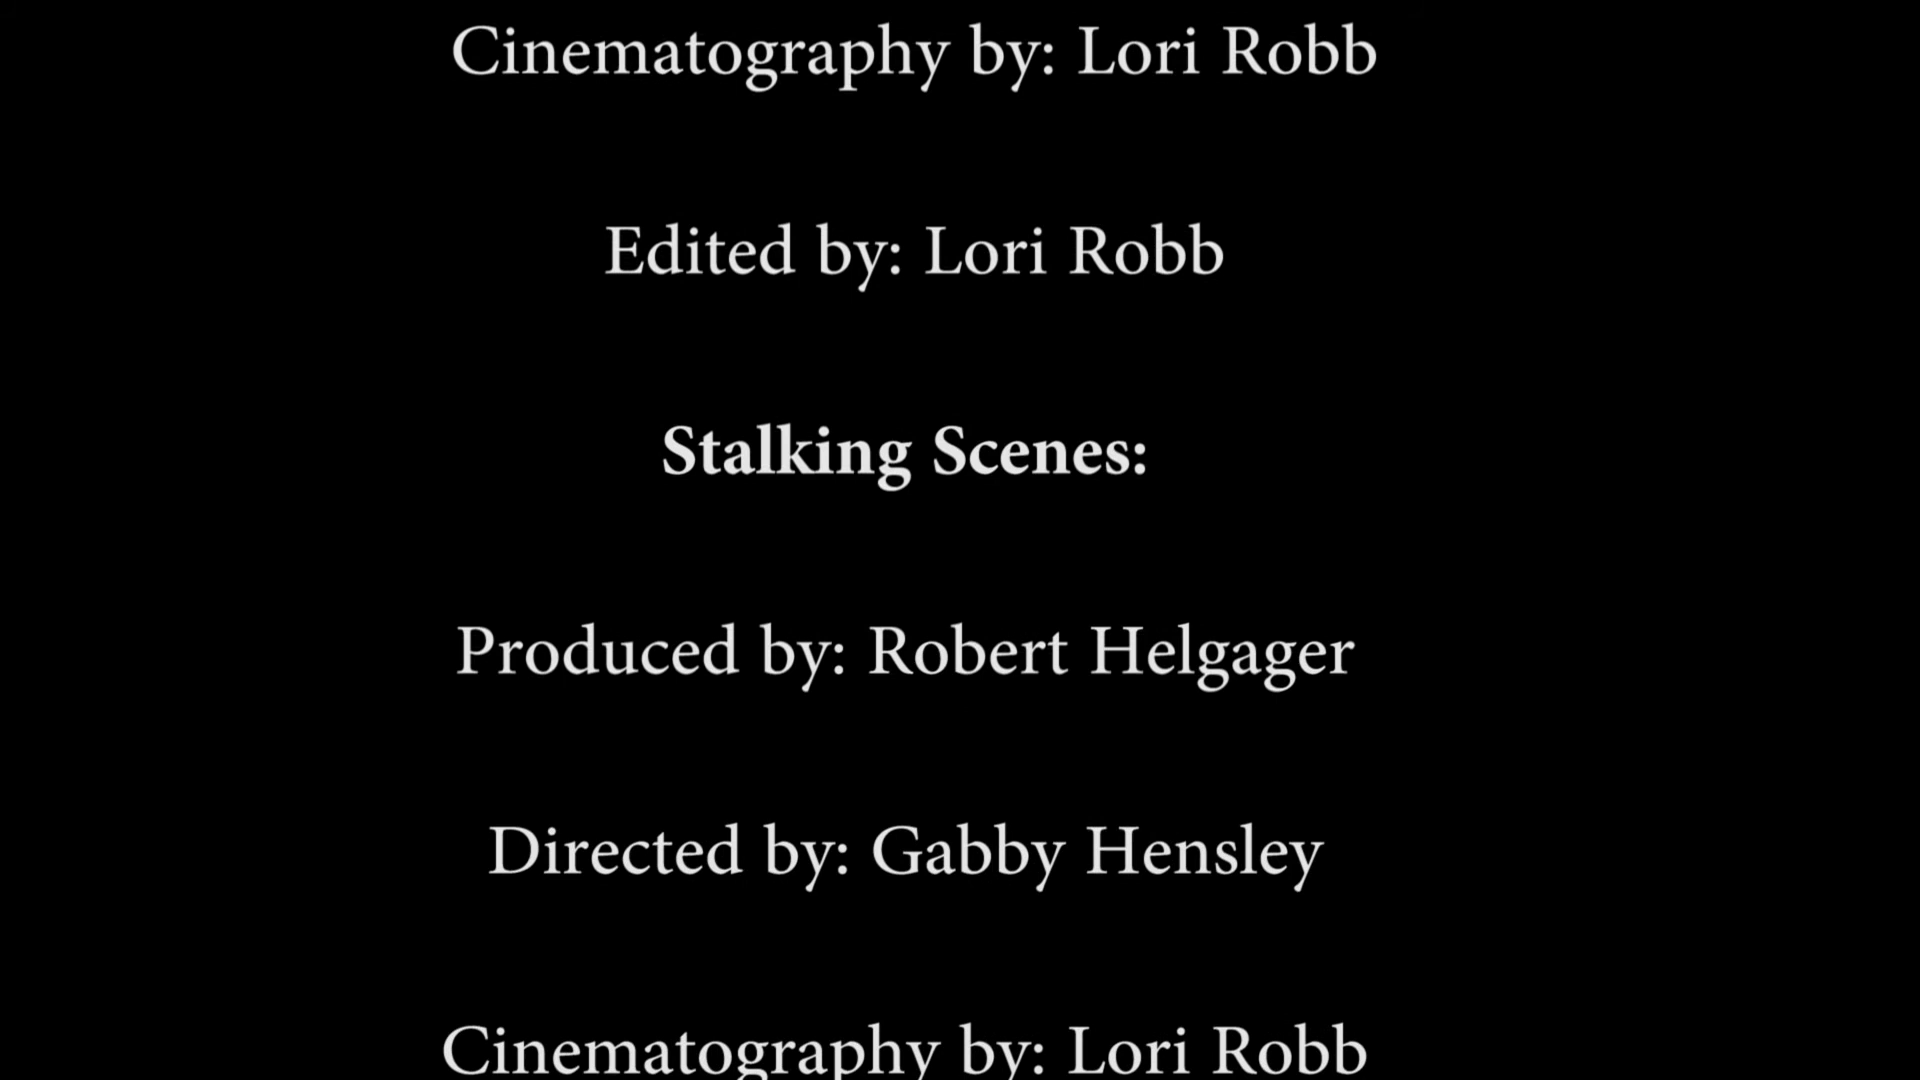 Cinematography by: Lori Robb
Edited by: Lori Robb
Stalking Scenes:
Produced by: Robert Helgager
Directed by: Gabby Hensley
Cinematography by: Lori Robb